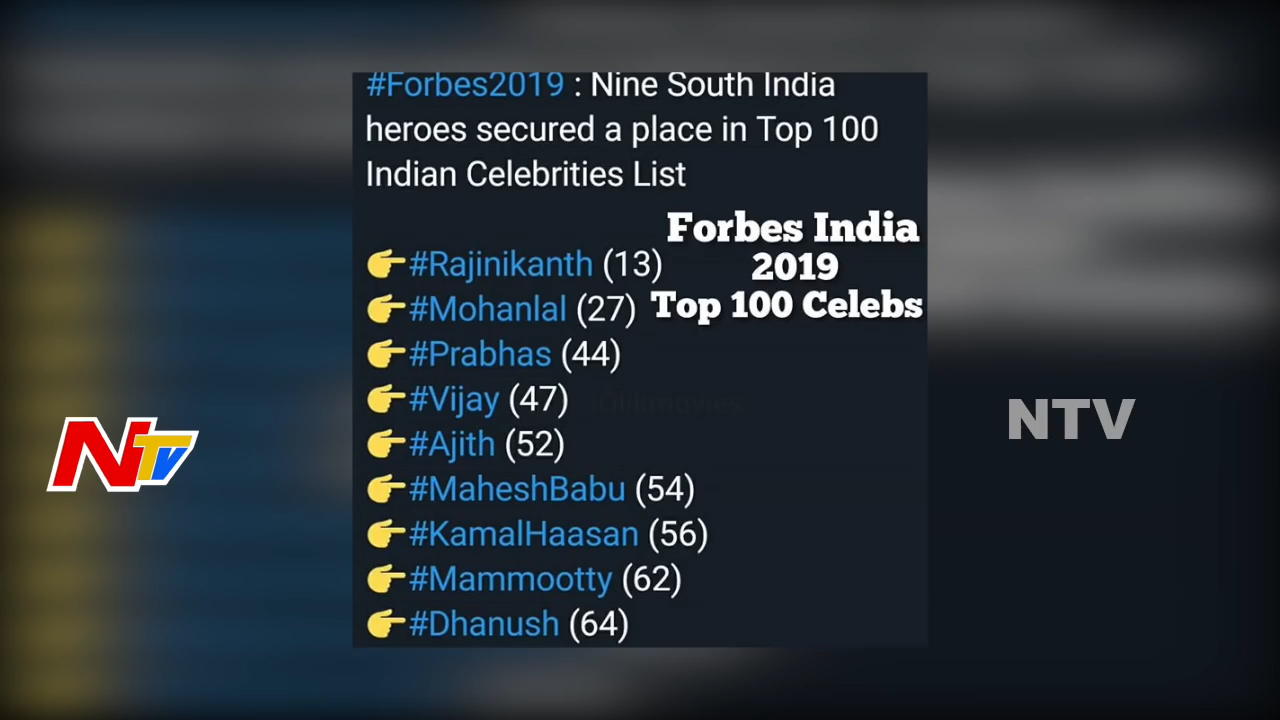 #Forbes2019 : Nine South India
heroes secured a place in Top 100
Indian Celebrities List
Forbes India
2019
Top 100 Celebs
👉#Rajinikanth (13)
👉#Mohanlal (27)
👉#Prabhas (44)
👉#Vijay (47)
👉#Ajith (52)
👉#MaheshBabu (54)
👉#KamalHaasan (56)
👉#Mammootty (62)
👉#Dhanush (64)
NTV
NTV